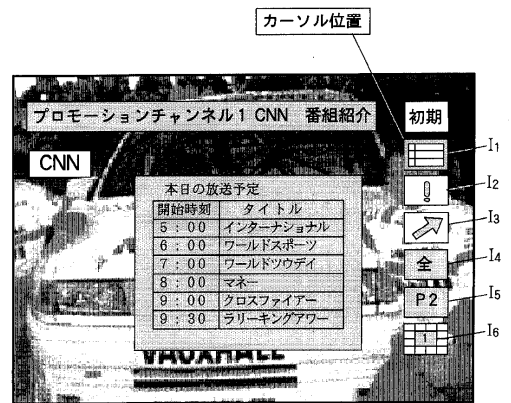 カーソル位置
プロモーションチャンネル1 CNN 番組紹介
初期
CNN
本日の放送予定
開始時刻 タイトル
5:00 インターナショナル
6:00 ワールドスポーツ
7:00 ワールドツウデイ
8:00 マネー
9:00 クロスファイアー
9:30 ラリーキングアワー
I1
!
I2
I3
全
I4
P2
I5
1
I6
VAUXHALL